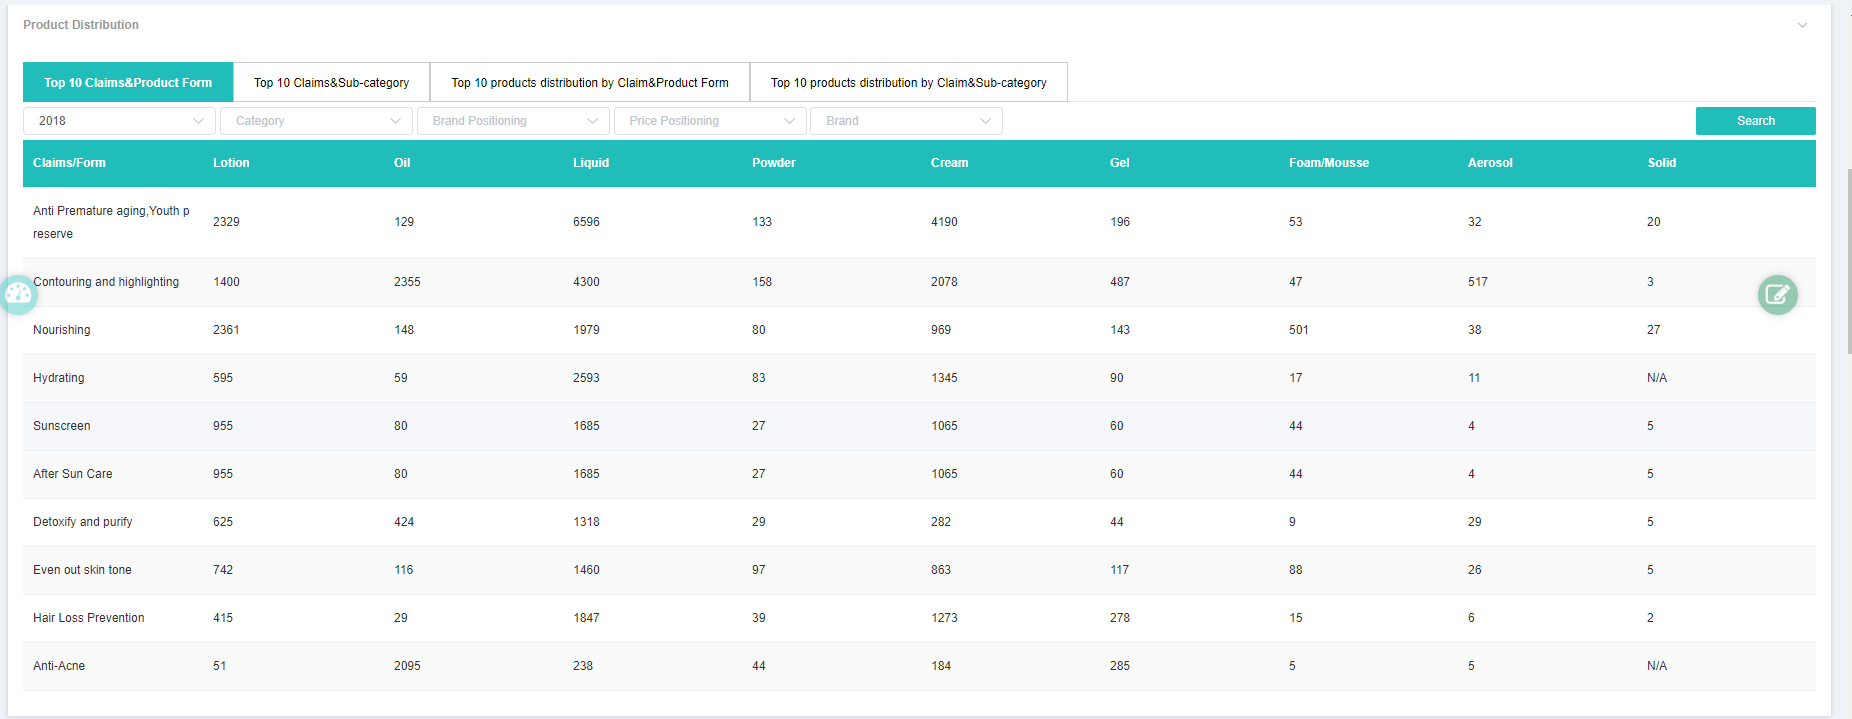 Product Distribution
Top 10 Claims&Product Form Top 10 Claims&Sub-category Top 10 products distribution by Claim&Product Form Top 10 products distribution by Claim&Sub-category
2018 Category Brand Positioning Price Positioning Brand Search
Claims/Form Lotion Oil Liquid Powder Cream Gel Foam/Mousse Aerosol Solid
Anti Premature aging,Youth p
reserve 2329 129 6596 133 4190 196 53 32 20
Contouring and highlighting 1400 2355 4300 158 2078 487 47 517 3
Nourishing 2361 148 1979 80 969 143 501 38 27
Hydrating 595 59 2593 83 1345 90 17 11 N/A
Sunscreen 955 80 1685 27 1065 60 44 4 5
After Sun Care 955 80 1685 27 1065 60 44 4 5
Detoxify and purify 625 424 1318 29 282 44 9 29 5
Even out skin tone 742 116 1460 97 863 117 88 26 5
Hair Loss Prevention 415 29 1847 39 1273 278 15 6 2
Anti-Acne 51 2095 238 44 184 285 5 5 N/A